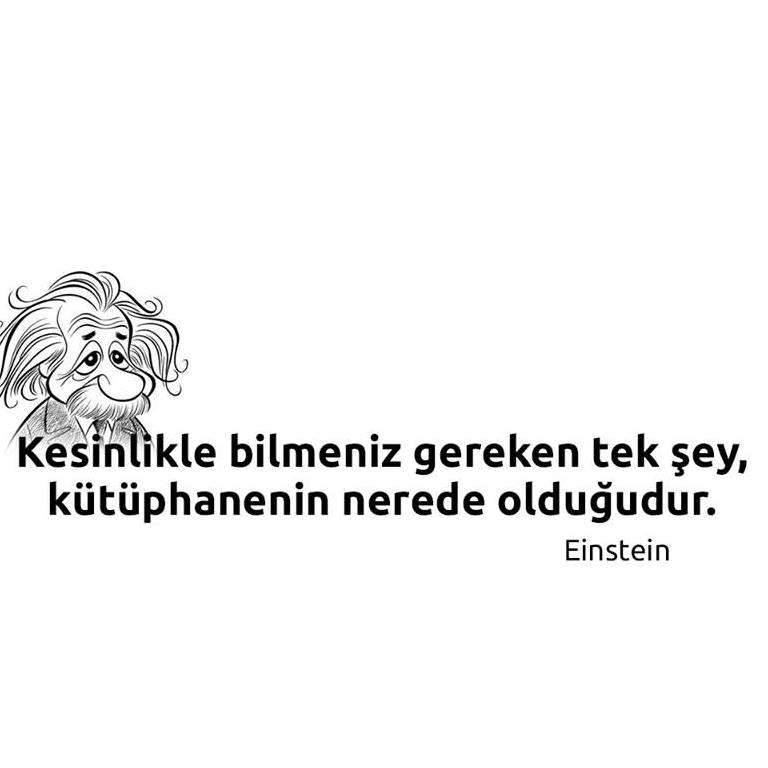 Kesinlikle bilmeniz gereken tek şey,
kütüphanenin nerede olduğudur.
Einstein